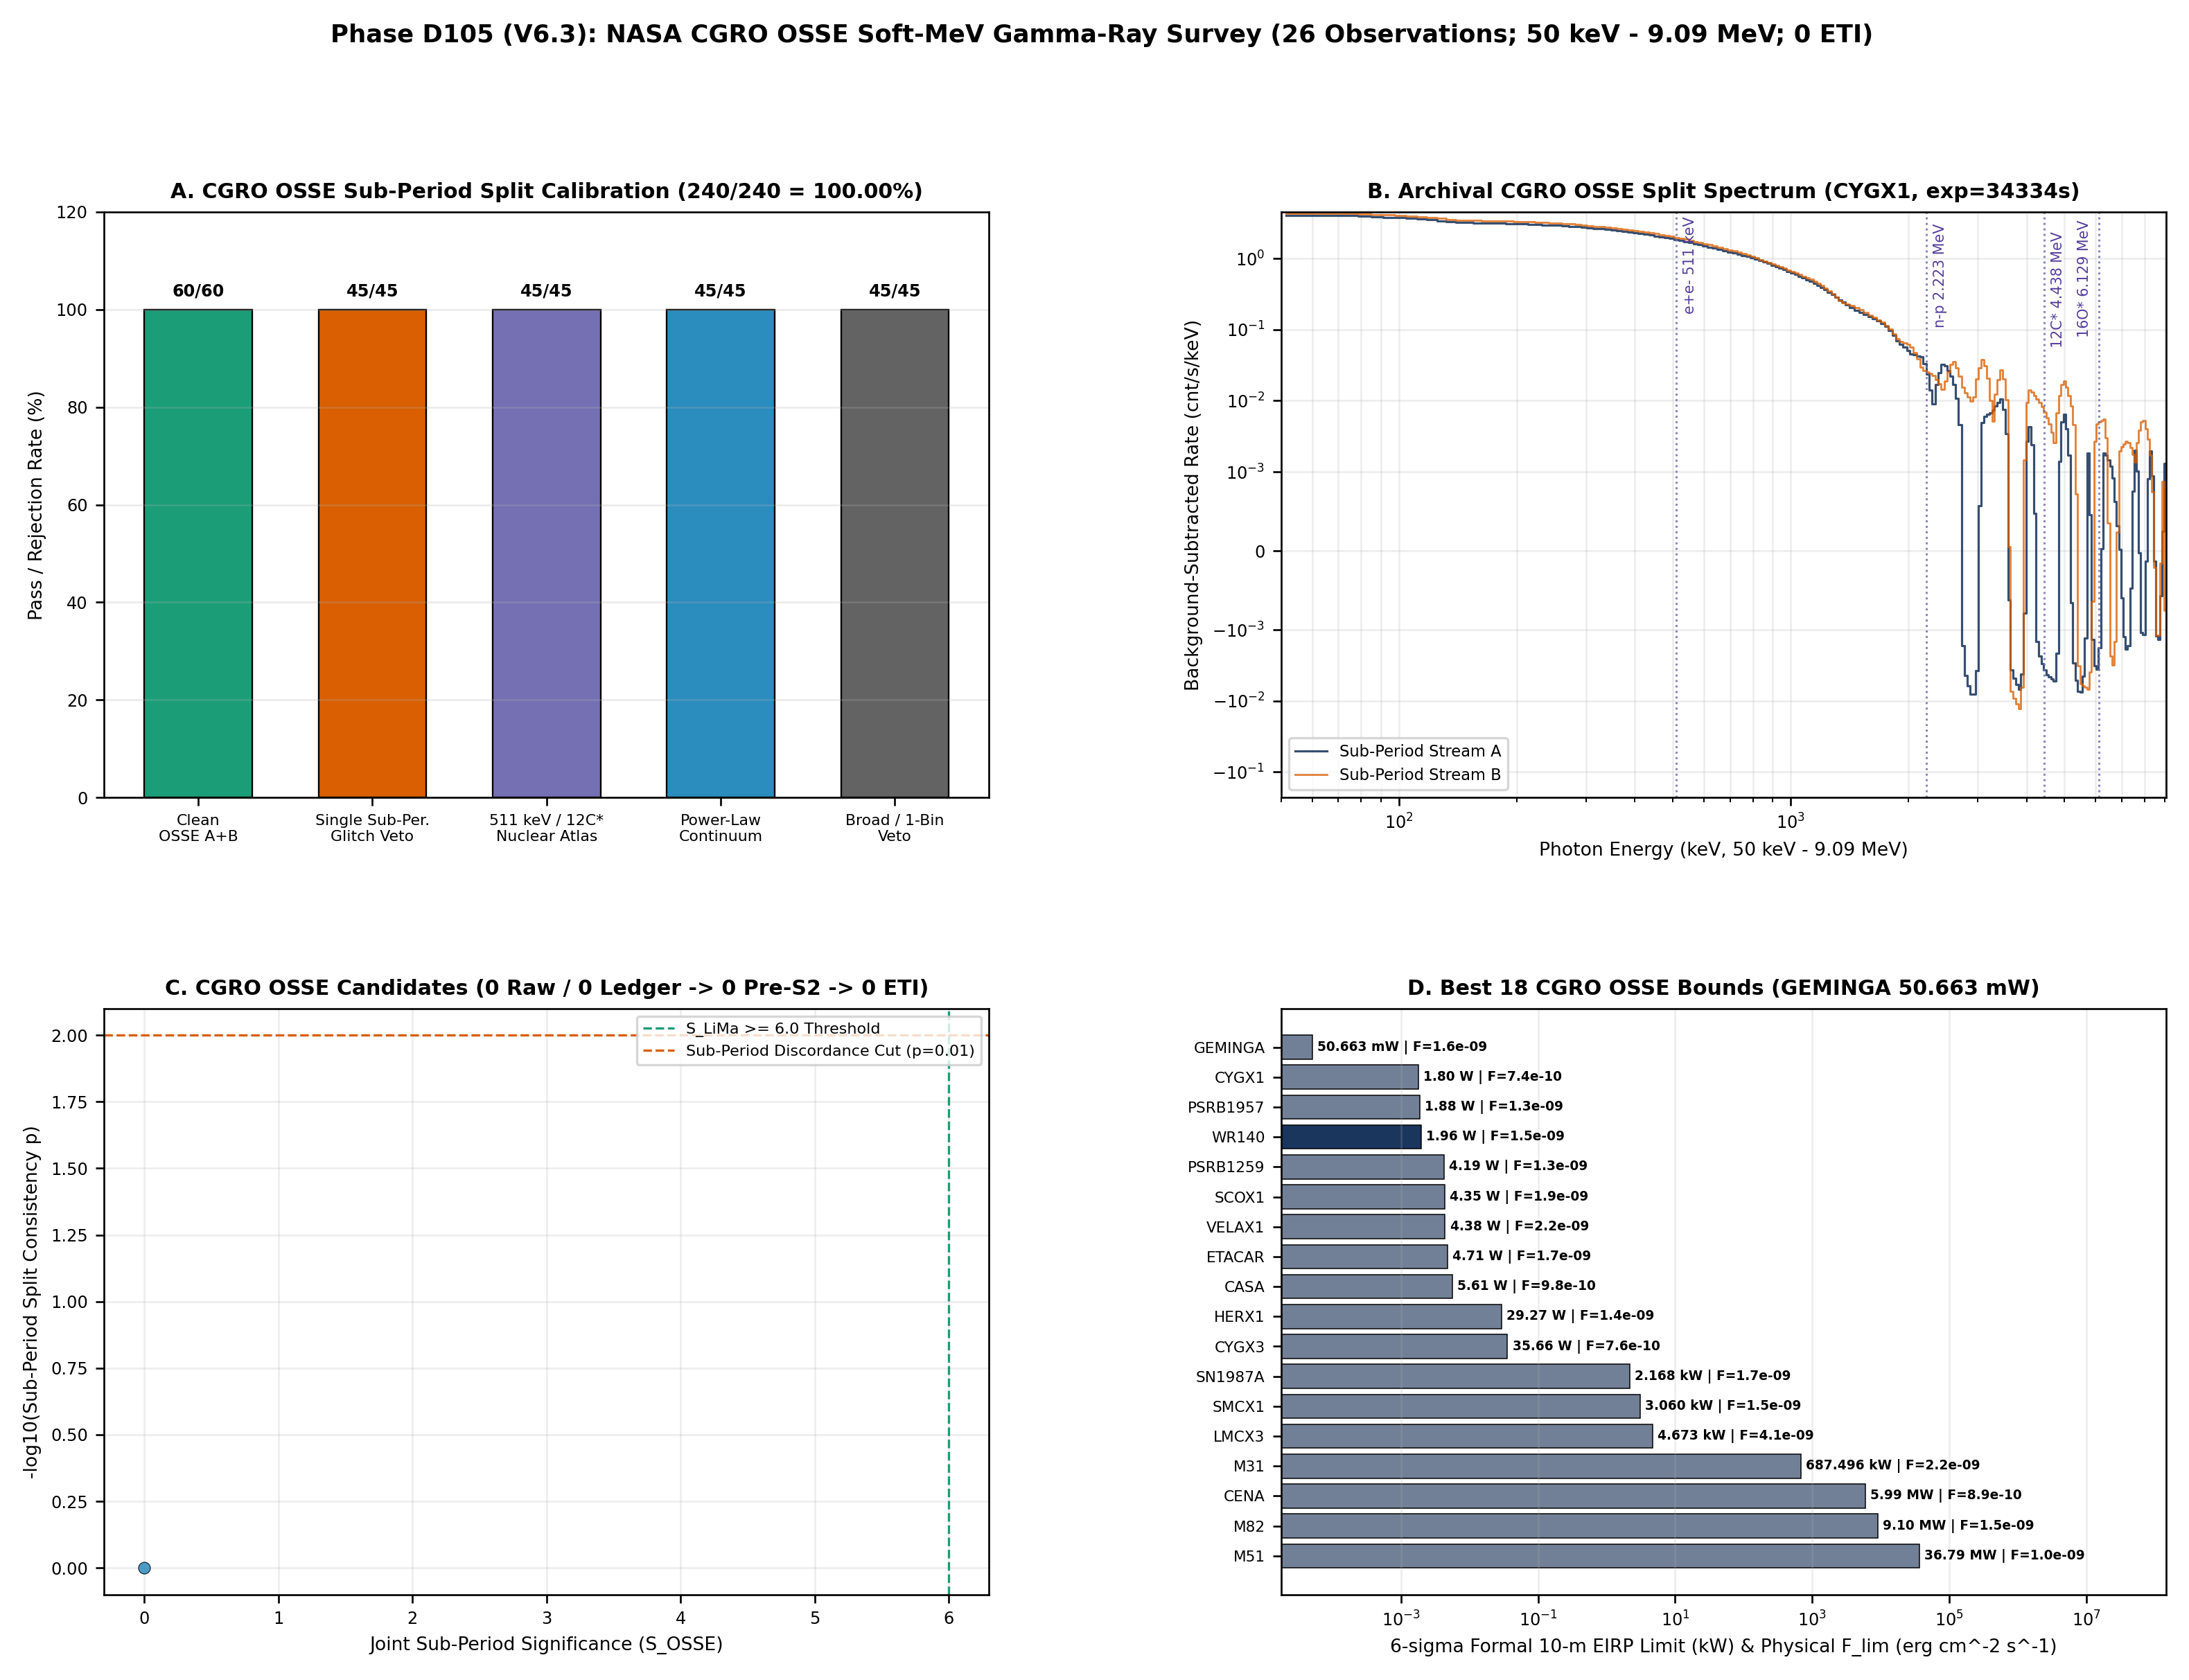 Phase D105 (V6.3): NASA CGRO OSSE Soft-MeV Gamma-Ray Survey (26 Observations; 50 keV - 9.09 MeV; 0 ETI)
A. CGRO OSSE Sub-Period Split Calibration (240/240 = 100.00%)
Pass / Rejection Rate (%)
120
100
80
60
40
20
0
60/60
45/45
45/45
45/45
45/45
Clean
OSSE A+B
Single Sub-Per.
Glitch Veto
511 keV / 12C*
Nuclear Atlas
Power-Law
Continuum
Broad / 1-Bin
Veto
B. Archival CGRO OSSE Split Spectrum (CYGX1, exp=34334s)
Background-Subtracted Rate (cnt/s/keV)
10⁰
10⁻¹
10⁻²
10⁻³
0
−10⁻³
−10⁻²
−10⁻¹
e+e- 511 keV
n-p 2.223 MeV
12C* 4.438 MeV
16O* 6.129 MeV
Sub-Period Stream A
Sub-Period Stream B
10²
10³
Photon Energy (keV, 50 keV - 9.09 MeV)
C. CGRO OSSE Candidates (0 Raw / 0 Ledger -> 0 Pre-S2 -> 0 ETI)
-log10(Sub-Period Split Consistency p)
2.00
1.75
1.50
1.25
1.00
0.75
0.50
0.25
0.00
S_LiMa >= 6.0 Threshold
Sub-Period Discordance Cut (p=0.01)
0
1
2
3
4
5
6
Joint Sub-Period Significance (S_OSSE)
D. Best 18 CGRO OSSE Bounds (GEMINGA 50.663 mW)
GEMINGA 50.663 mW | F=1.6e-09
CYGX1 1.80 W | F=7.4e-10
PSRB1957 1.88 W | F=1.3e-09
WR140 1.96 W | F=1.5e-09
PSRB1259 4.19 W | F=1.3e-09
SCOX1 4.35 W | F=1.9e-09
VELAX1 4.38 W | F=2.2e-09
ETACAR 4.71 W | F=1.7e-09
CASA 5.61 W | F=9.8e-10
HERX1 29.27 W | F=1.4e-09
CYGX3 35.66 W | F=7.6e-10
SN1987A 2.168 kW | F=1.7e-09
SMCX1 3.060 kW | F=1.5e-09
LMCX3 4.673 kW | F=4.1e-09
M31 687.496 kW | F=2.2e-09
CENA 5.99 MW | F=8.9e-10
M82 9.10 MW | F=1.5e-09
M51 36.79 MW | F=1.0e-09
10⁻³
10⁻¹
10¹
10³
10⁵
10⁷
6-sigma Formal 10-m EIRP Limit (kW) & Physical F_lim (erg cm^-2 s^-1)